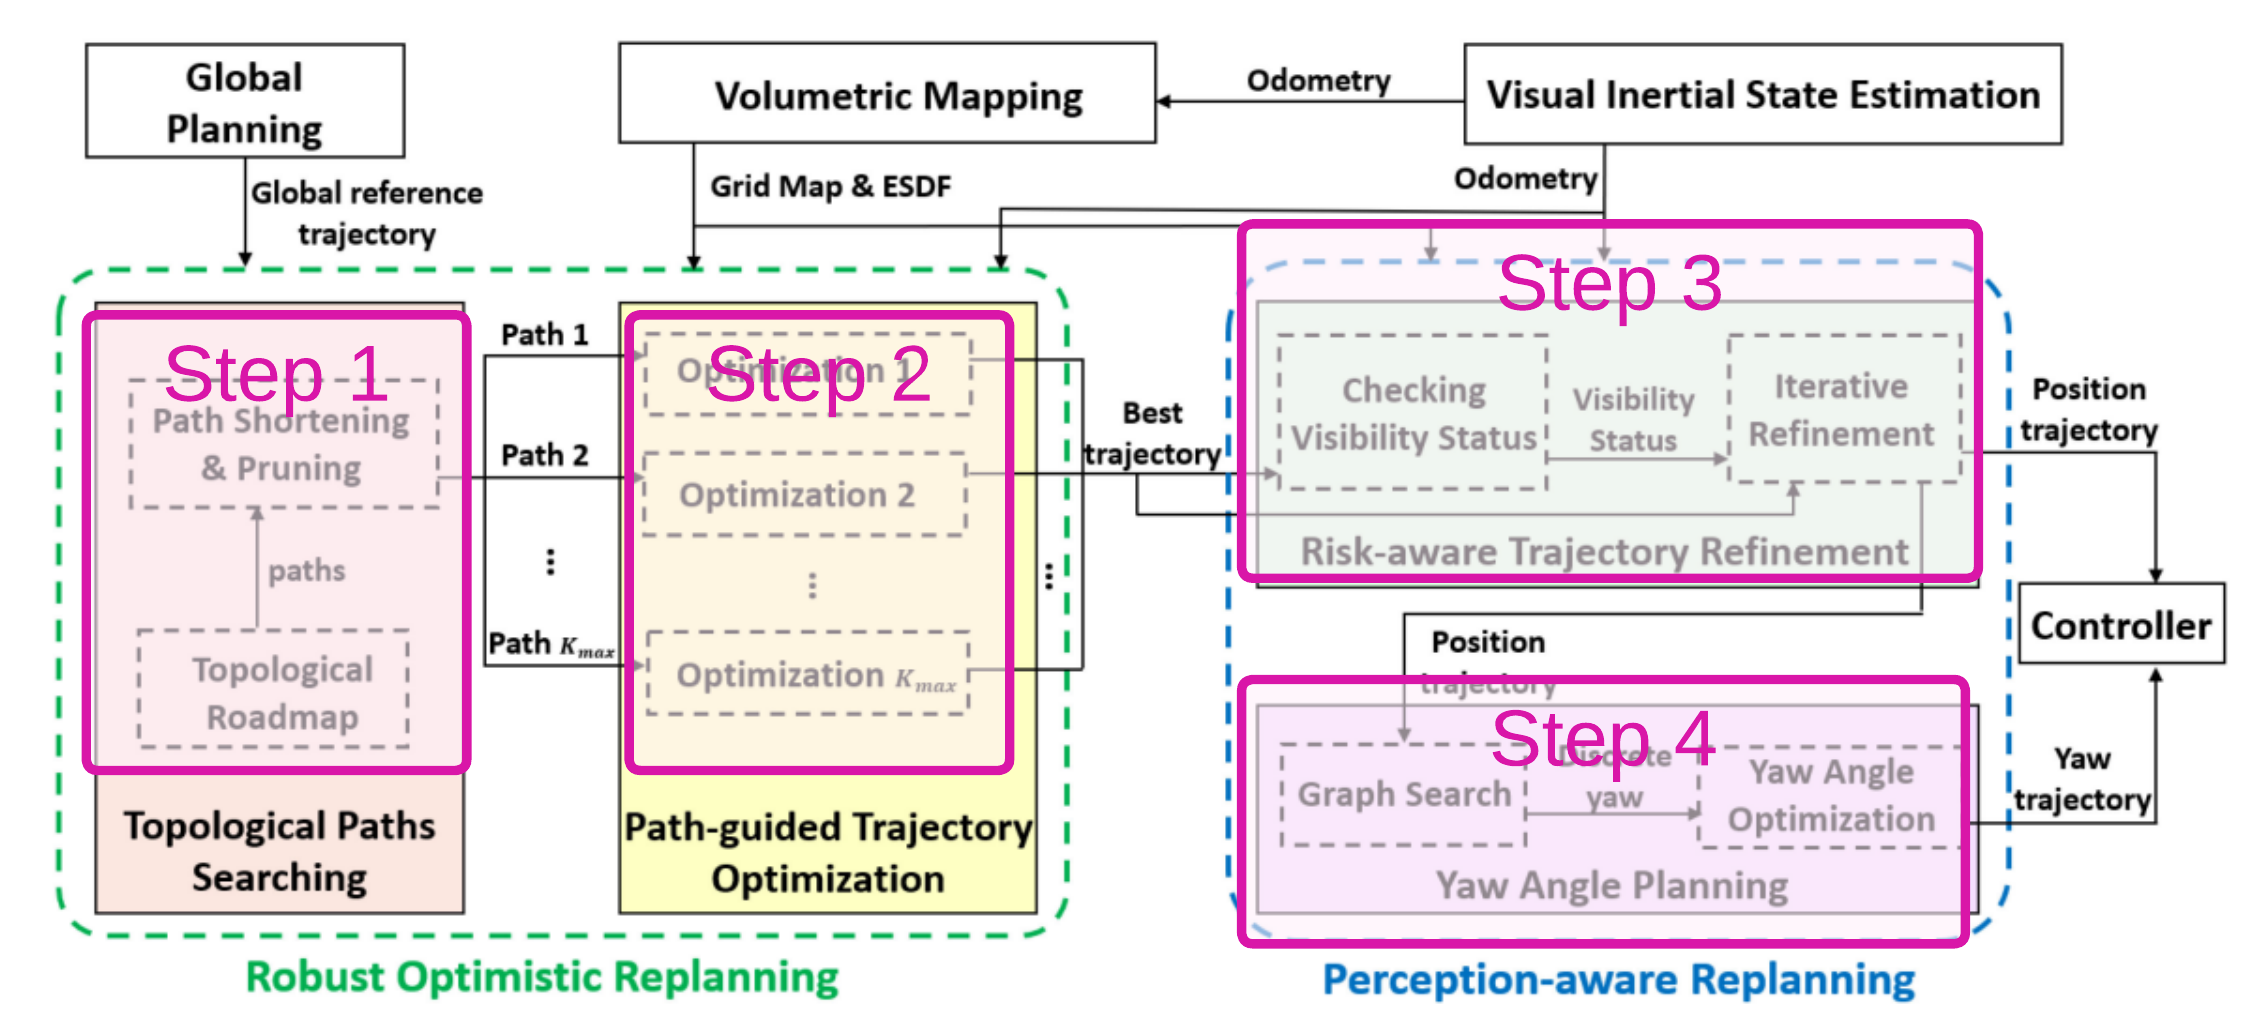 Global
Planning
Volumetric Mapping
Odometry
Visual Inertial State Estimation
Global reference
trajectory
Grid Map & ESDF
Odometry
Step 1
Path Shortening
& Pruning
paths
Topological
Roadmap
Topological Paths
Searching
Path 1
Path 2
⋮
Path Kmax
Step 2
Optimization 1
Optimization 2
⋮
Optimization Kmax
Path-guided Trajectory
Optimization
⋮
Robust Optimistic Replanning
Best
trajectory
Step 3
Checking
Visibility Status
Visibility
Status
Iterative
Refinement
Risk-aware Trajectory Refinement
Position
trajectory
Position
trajectory
Controller
Step 4
Graph Search
Discrete
yaw
Yaw Angle
Optimization
Yaw Angle Planning
Yaw
trajectory
Perception-aware Replanning